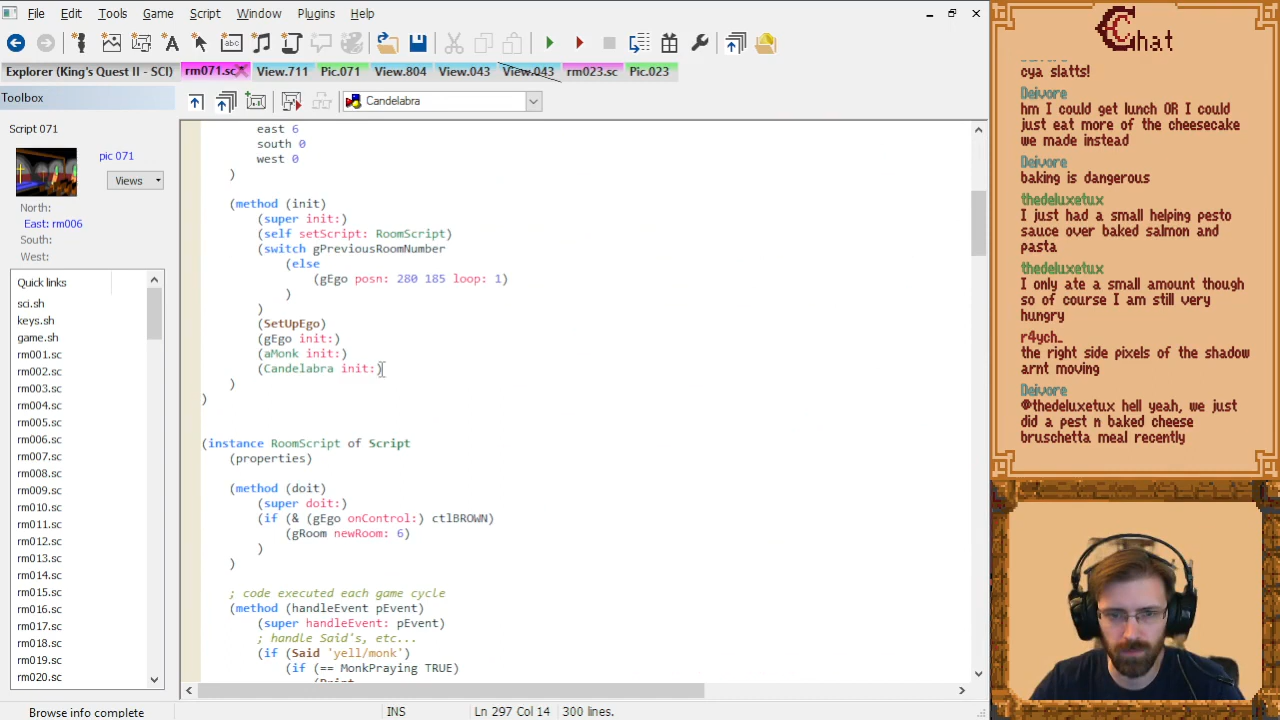 File Edit Tools Game Script Window Plugins Help
Explorer (King's Quest II - SCI) rm071.sc* View.711 Pic.071 View.804 View.043 View.043 rm023.sc Pic.023
Toolbox
Candelabra
Script 071
pic 071
Views
North:
East: rm006
South:
West:
Quick links
sci.sh
keys.sh
game.sh
rm001.sc
rm002.sc
rm003.sc
rm004.sc
rm005.sc
rm006.sc
rm007.sc
rm008.sc
rm009.sc
rm010.sc
rm011.sc
rm012.sc
rm013.sc
rm014.sc
rm015.sc
rm016.sc
rm017.sc
rm018.sc
rm019.sc
rm020.sc
east 6
south 0
west 0
)
(method (init)
(super init:)
(self setScript: RoomScript)
(switch gPreviousRoomNumber
(else
(gEgo posn: 280 185 loop: 1)
)
)
(SetUpEgo)
(gEgo init:)
(aMonk init:)
(Candelabra init:)
)
)
(instance RoomScript of Script
(properties)
(method (doit)
(super doit:)
(if (& (gEgo onControl:) ctlBROWN)
(gRoom newRoom: 6)
)
)
; code executed each game cycle
(method (handleEvent pEvent)
(super handleEvent: pEvent)
; handle Said's, etc...
(if (Said 'yell/monk')
(if (== MonkPraying TRUE)
(Print
Browse info complete
INS
Ln 297 Col 14
300 lines.
Chat
cya slatts!
Deivore
hm I could get lunch OR I could
just eat more of the cheesecake
we made instead
Deivore
baking is dangerous
thedeluxetux
I just had a small helping pesto
sauce over baked salmon and
pasta
thedeluxetux
I only ate a small amount though
so of course I am still very
hungry
r4ych_
the right side pixels of the shadow
arnt moving
Deivore
@thedeluxetux hell yeah, we just
did a pest n baked cheese
bruschetta meal recently